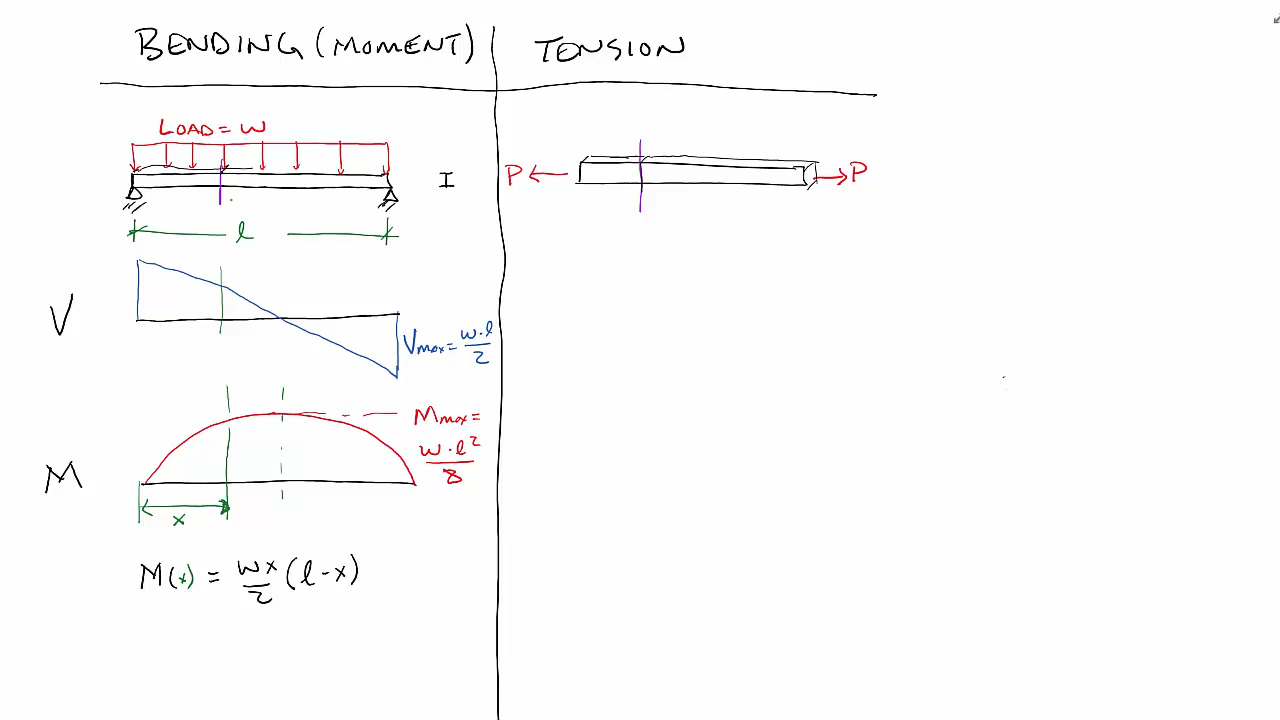 BENDING (MOMENT)
TENSION
LOAD = W
I
P
P
l
V
Vmax = w·l/2
M
Mmax =
w·l²/8
x
M(x) = wx/2 (l-x)